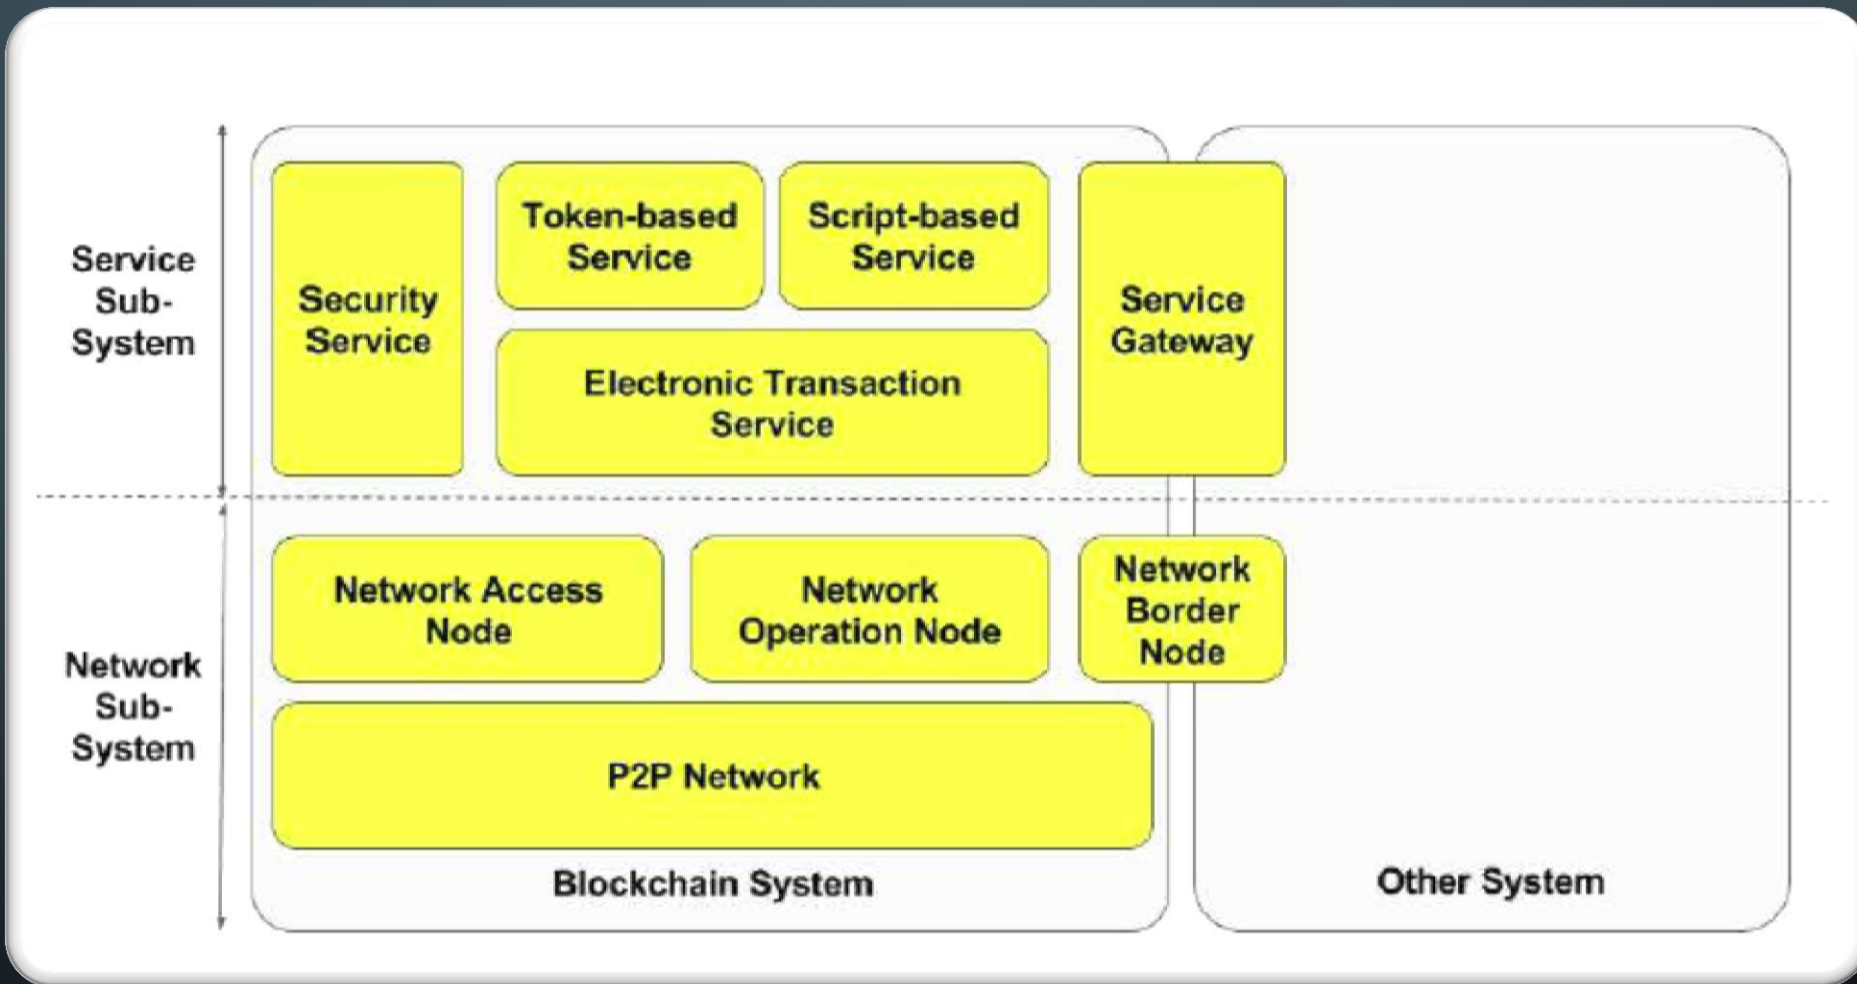 Service
Sub-
System
Security
Service
Token-based
Service
Script-based
Service
Electronic Transaction
Service
Service
Gateway
Network
Sub-
System
Network Access
Node
Network
Operation Node
Network
Border
Node
P2P Network
Blockchain System
Other System